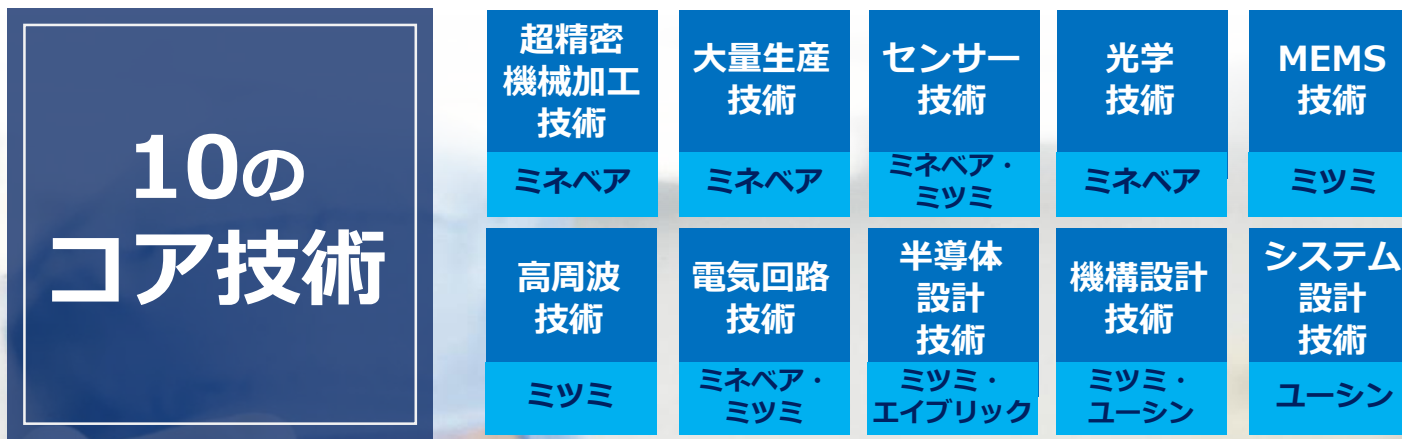 10の
コア技術
超精密
機械加工
技術
ミネベア
大量生産
技術
ミネベア
センサー
技術
ミネベア・
ミツミ
光学
技術
ミネベア
MEMS
技術
ミツミ
高周波
技術
ミツミ
電気回路
技術
ミネベア・
ミツミ
半導体
設計
技術
ミツミ・
エイブリック
機構設計
技術
ミツミ・
ユーシン
システム
設計
技術
ユーシン